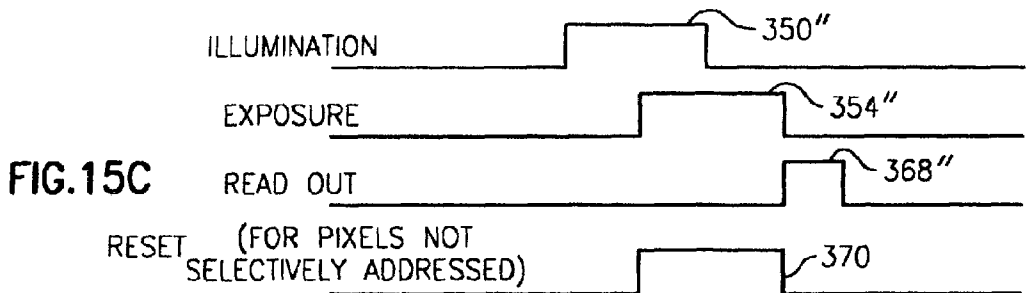 ILLUMINATION 350"
EXPOSURE 354"
FIG.15C READ OUT 368"
RESET (FOR PIXELS NOT
SELECTIVELY ADDRESSED) 370